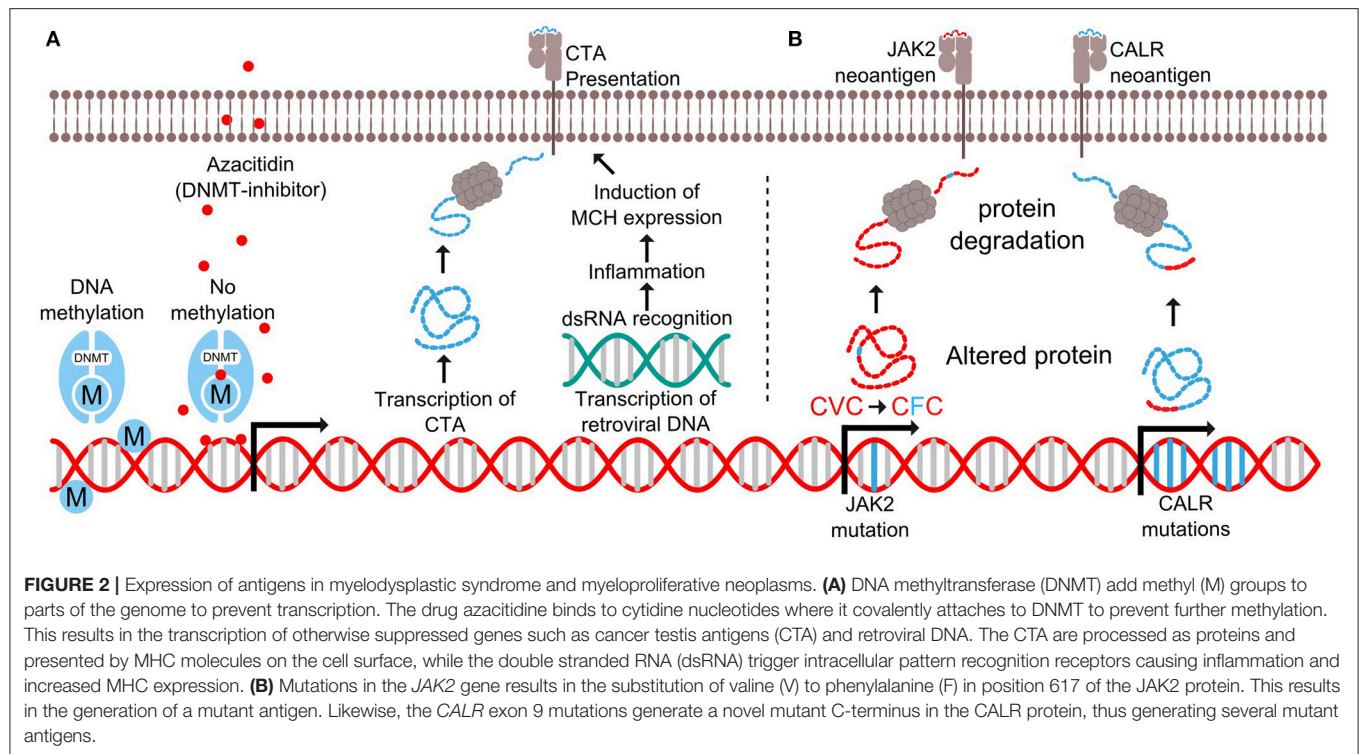 A
CTA
Presentation
Azacitidin
(DNMT-inhibitor)
DNA
methylation
No
methylation
DNMT
M
DNMT
M
M
M
Transcription of
CTA
Induction of
MCH expression
Inflammation
dsRNA recognition
Transcription of
retroviral DNA
B
JAK2
neoantigen
CALR
neoantigen
protein
degradation
Altered protein
CVC → CFC
JAK2
mutation
CALR
mutations
FIGURE 2 | Expression of antigens in myelodysplastic syndrome and myeloproliferative neoplasms. (A) DNA methyltransferase (DNMT) add methyl (M) groups to
parts of the genome to prevent transcription. The drug azacitidine binds to cytidine nucleotides where it covalently attaches to DNMT to prevent further methylation.
This results in the transcription of otherwise suppressed genes such as cancer testis antigens (CTA) and retroviral DNA. The CTA are processed as proteins and
presented by MHC molecules on the cell surface, while the double stranded RNA (dsRNA) trigger intracellular pattern recognition receptors causing inflammation and
increased MHC expression. (B) Mutations in the JAK2 gene results in the substitution of valine (V) to phenylalanine (F) in position 617 of the JAK2 protein. This results
in the generation of a mutant antigen. Likewise, the CALR exon 9 mutations generate a novel mutant C-terminus in the CALR protein, thus generating several mutant
antigens.